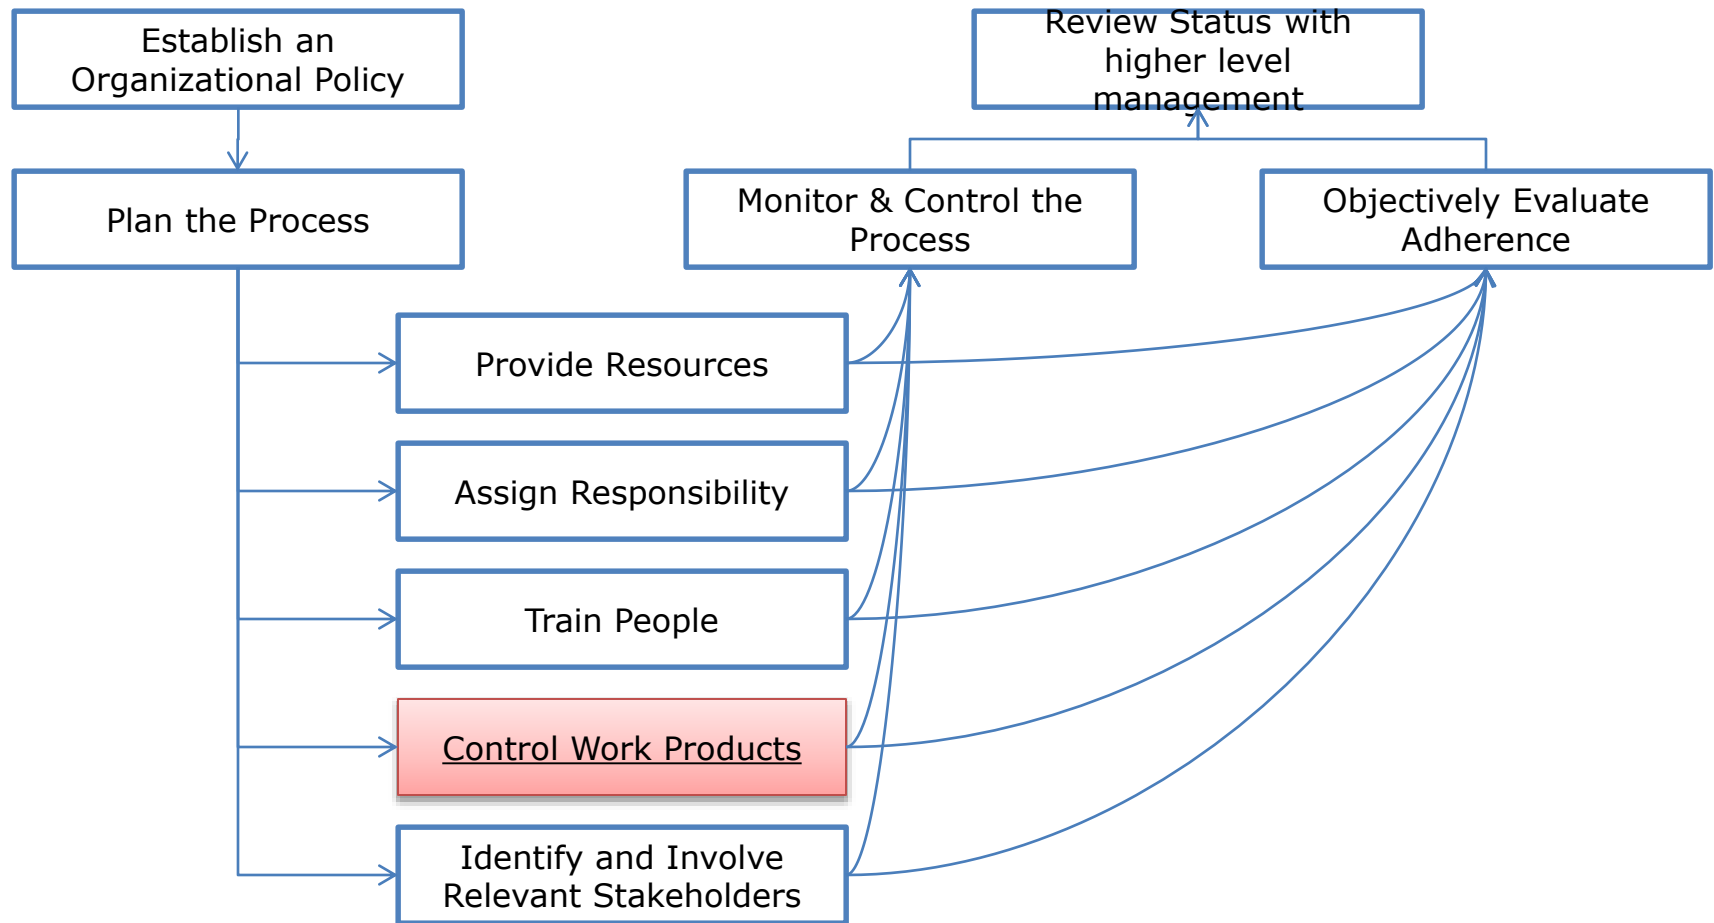 Establish an
Organizational Policy
Review Status with
higher level
management
Plan the Process
Monitor & Control the
Process
Objectively Evaluate
Adherence
Provide Resources
Assign Responsibility
Train People
Control Work Products
Identify and Involve
Relevant Stakeholders